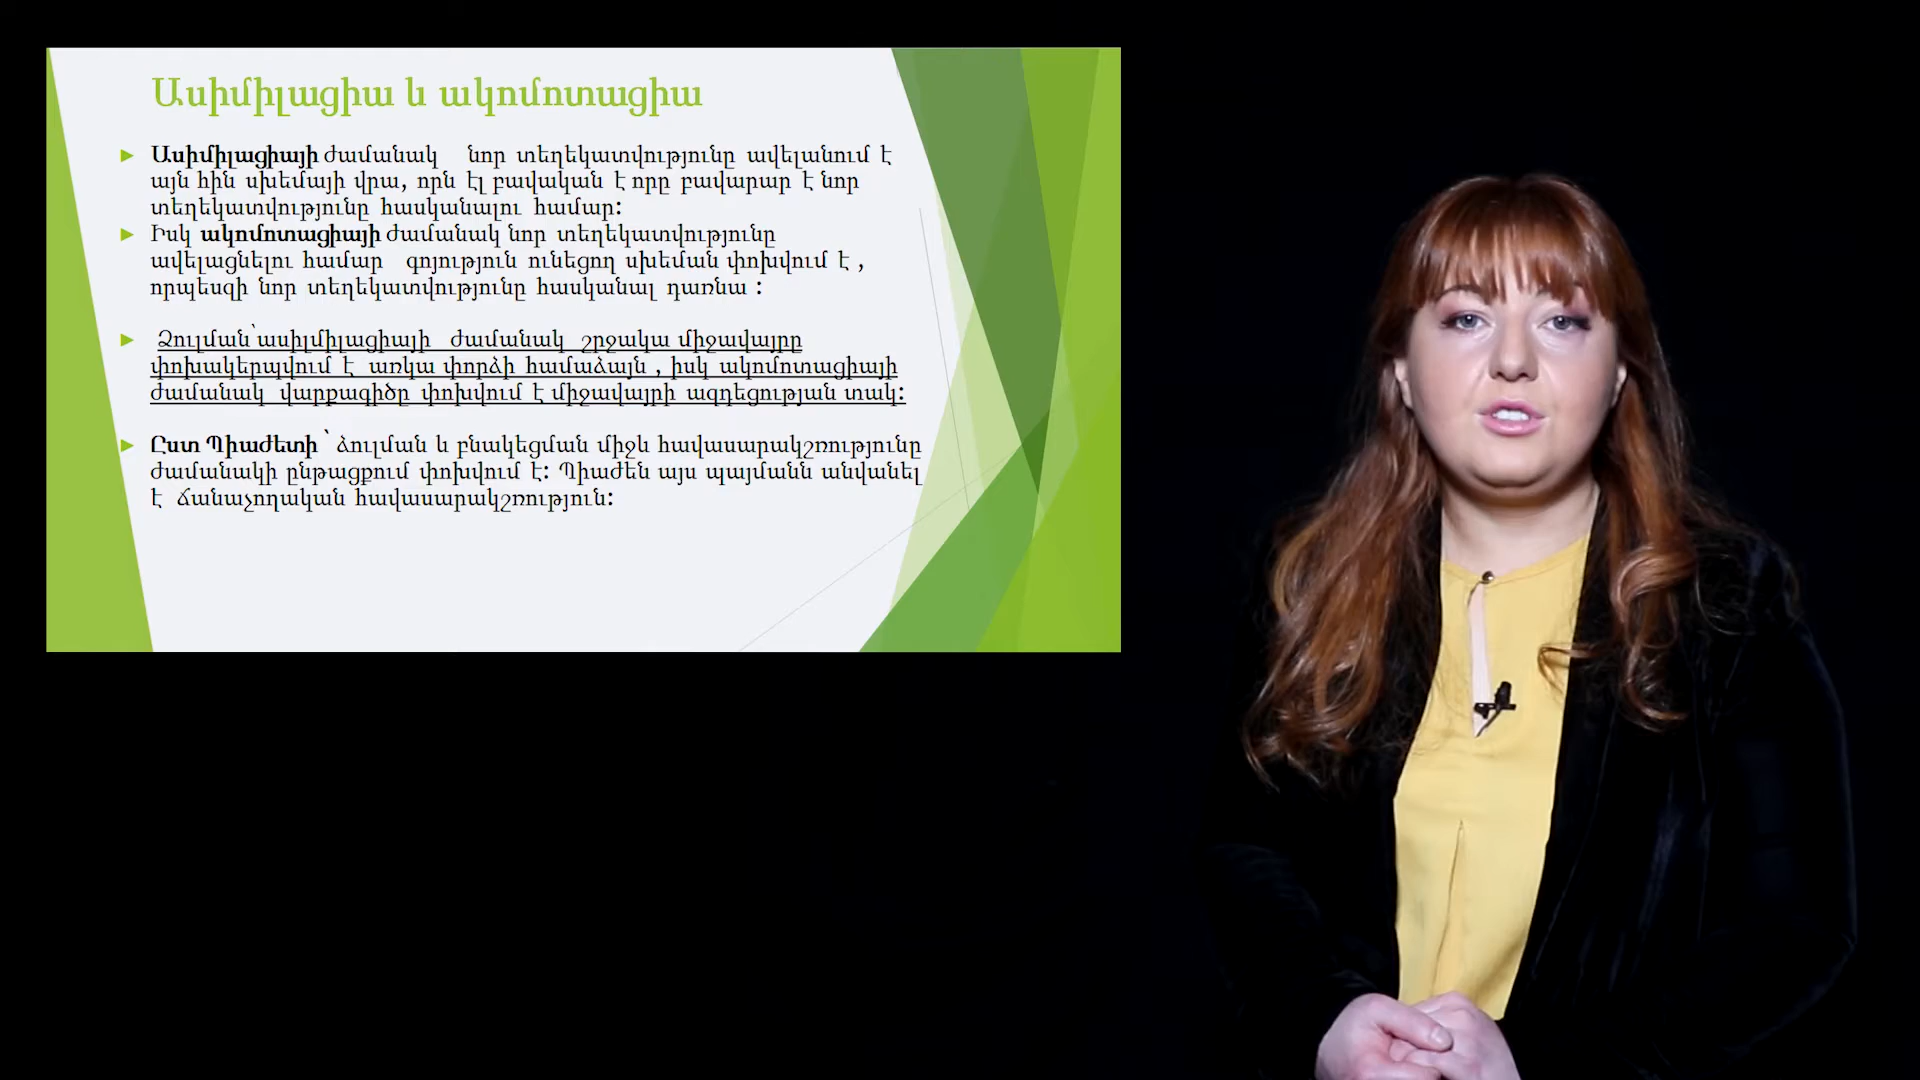 Ասիմիլացիա և ակոմոտացիա
Ասիմիլացիայի ժամանակ նոր տեղեկատվությունը ավելանում է
այն հին սխեմայի վրա, որն էլ բավական է որը բավարար է նոր
տեղեկատվությունը հասկանալու համար:
Իսկ ակոմոտացիայի ժամանակ նոր տեղեկատվությունը
ավելացնելու համար գոյություն ունեցող սխեման փոխվում է ,
որպեսզի նոր տեղեկատվությունը հասկանալ դառնա :
Ձուլման՝ասիլմիլացիայի ժամանակ շրջակա միջավայրը
փոխակերպվում է առկա փորձի համաձայն , իսկ ակոմոտացիայի
ժամանակ վարքագիծը փոխվում է միջավայրի ազդեցության տակ:
Ըստ Պիաժետի ՝ ձուլման և բնակեցման միջև հավասարակշռությունը
ժամանակի ընթացքում փոխվում է: Պիաժեն այս պայմանն անվանել
է ճանաչողական հավասարակշռություն: